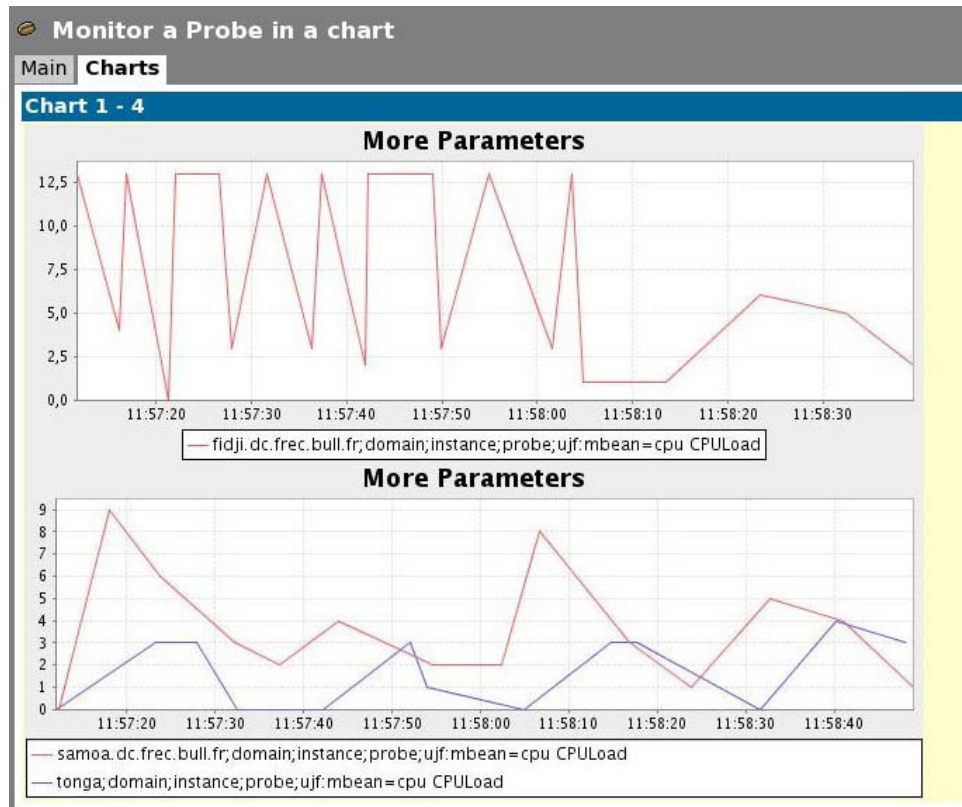 Monitor a Probe in a chart
Main Charts
Chart 1 - 4
More Parameters
12,5
10,0
7,5
5,0
2,5
0,0
11:57:20 11:57:30 11:57:40 11:57:50 11:58:00 11:58:10 11:58:20 11:58:30
fidji.dc.frec.bull.fr;domain;instance;probe;ujf:mbean=cpu CPULoad
More Parameters
9
8
7
6
5
4
3
2
1
0
11:57:20 11:57:30 11:57:40 11:57:50 11:58:00 11:58:10 11:58:20 11:58:30 11:58:40
samoa.dc.frec.bull.fr;domain;instance;probe;ujf:mbean=cpu CPULoad
tonga;domain;instance;probe;ujf:mbean=cpu CPULoad